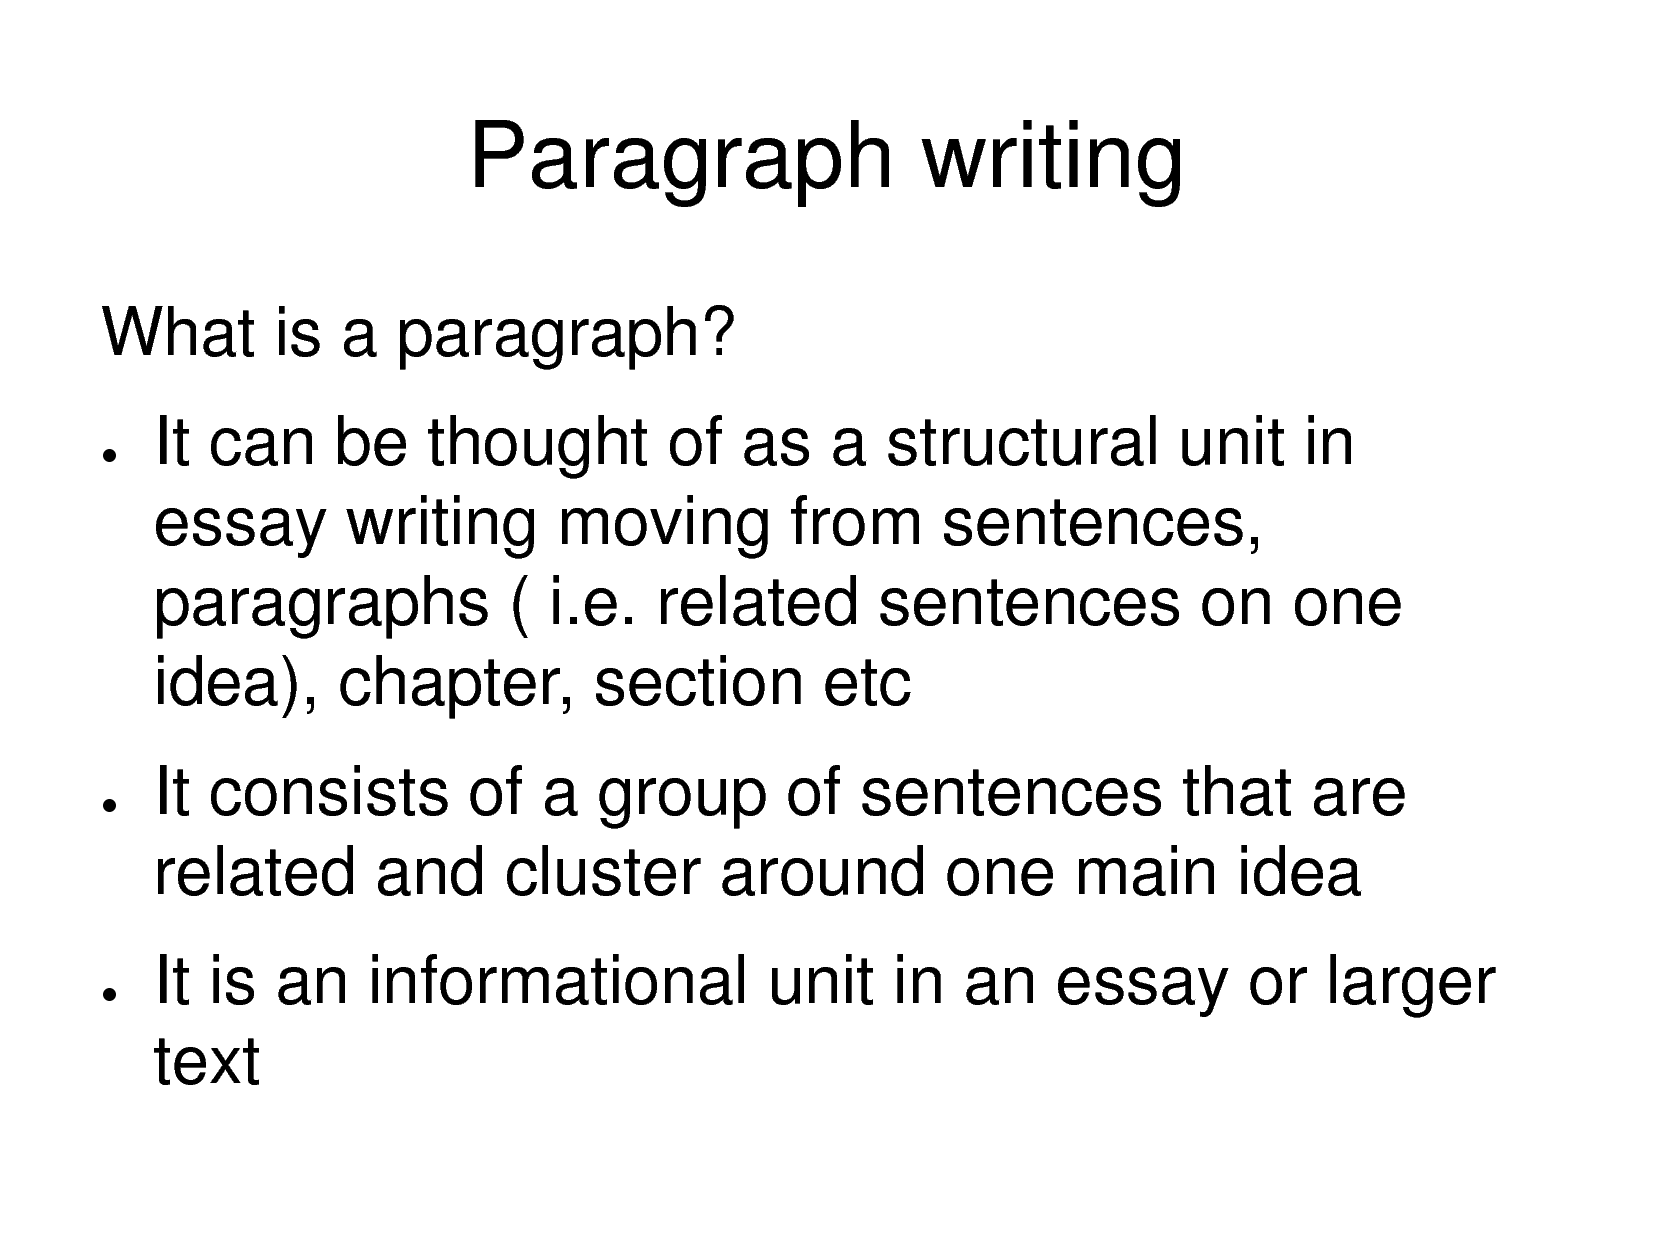 Paragraph writing
What is a paragraph?
● It can be thought of as a structural unit in
essay writing moving from sentences,
paragraphs ( i.e. related sentences on one
idea), chapter, section etc
● It consists of a group of sentences that are
related and cluster around one main idea
● It is an informational unit in an essay or larger
text